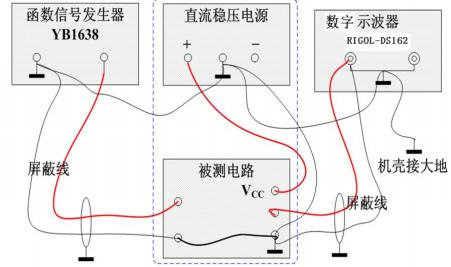 函数信号发生器
YB1638
直流稳压电源
+
-
数字示波器
RIGOL-DS162
屏蔽线
被测电路
VCC
屏蔽线
机壳接大地